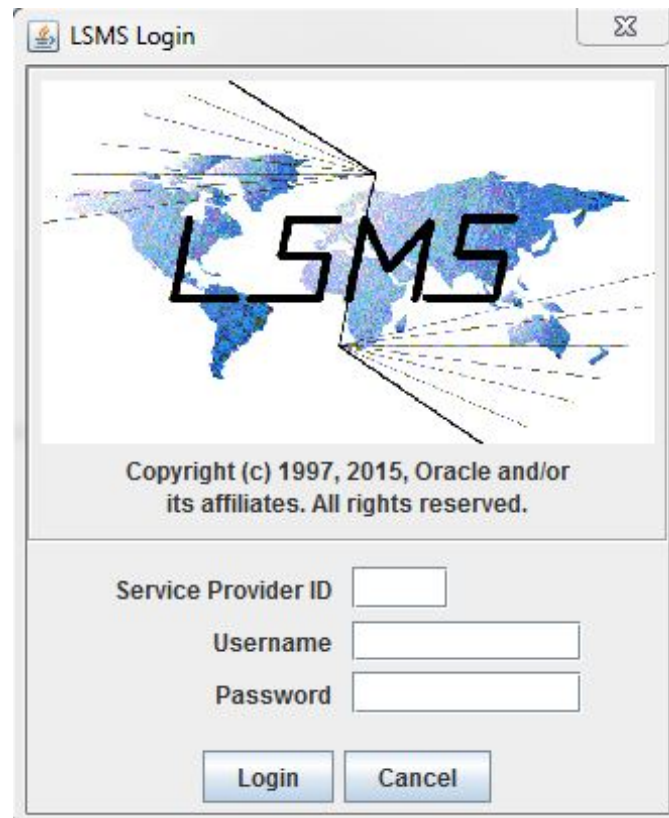 LSMS Login
LSMS
Copyright (c) 1997, 2015, Oracle and/or
its affiliates. All rights reserved.
Service Provider ID
Username
Password
Login Cancel